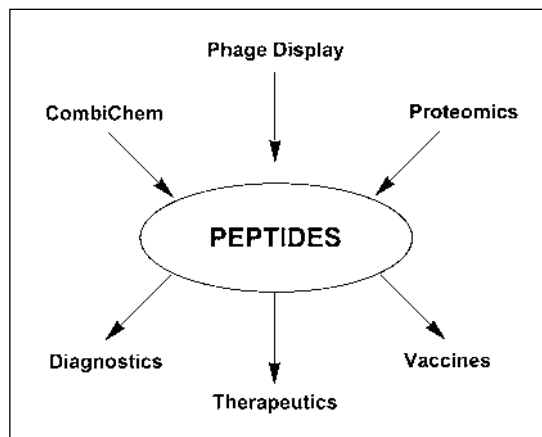 Phage Display
CombiChem
Proteomics
PEPTIDES
Diagnostics
Vaccines
Therapeutics